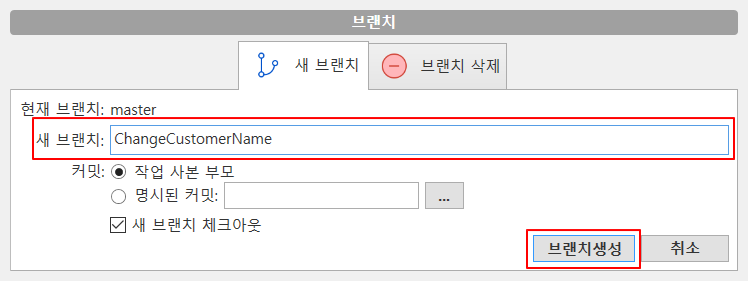 브랜치
새 브랜치
브랜치 삭제
현재 브랜치: master
새 브랜치: ChangeCustomerName
커밋: 작업 사본 부모
명시된 커밋: ...
새 브랜치 체크아웃
브랜치생성 취소